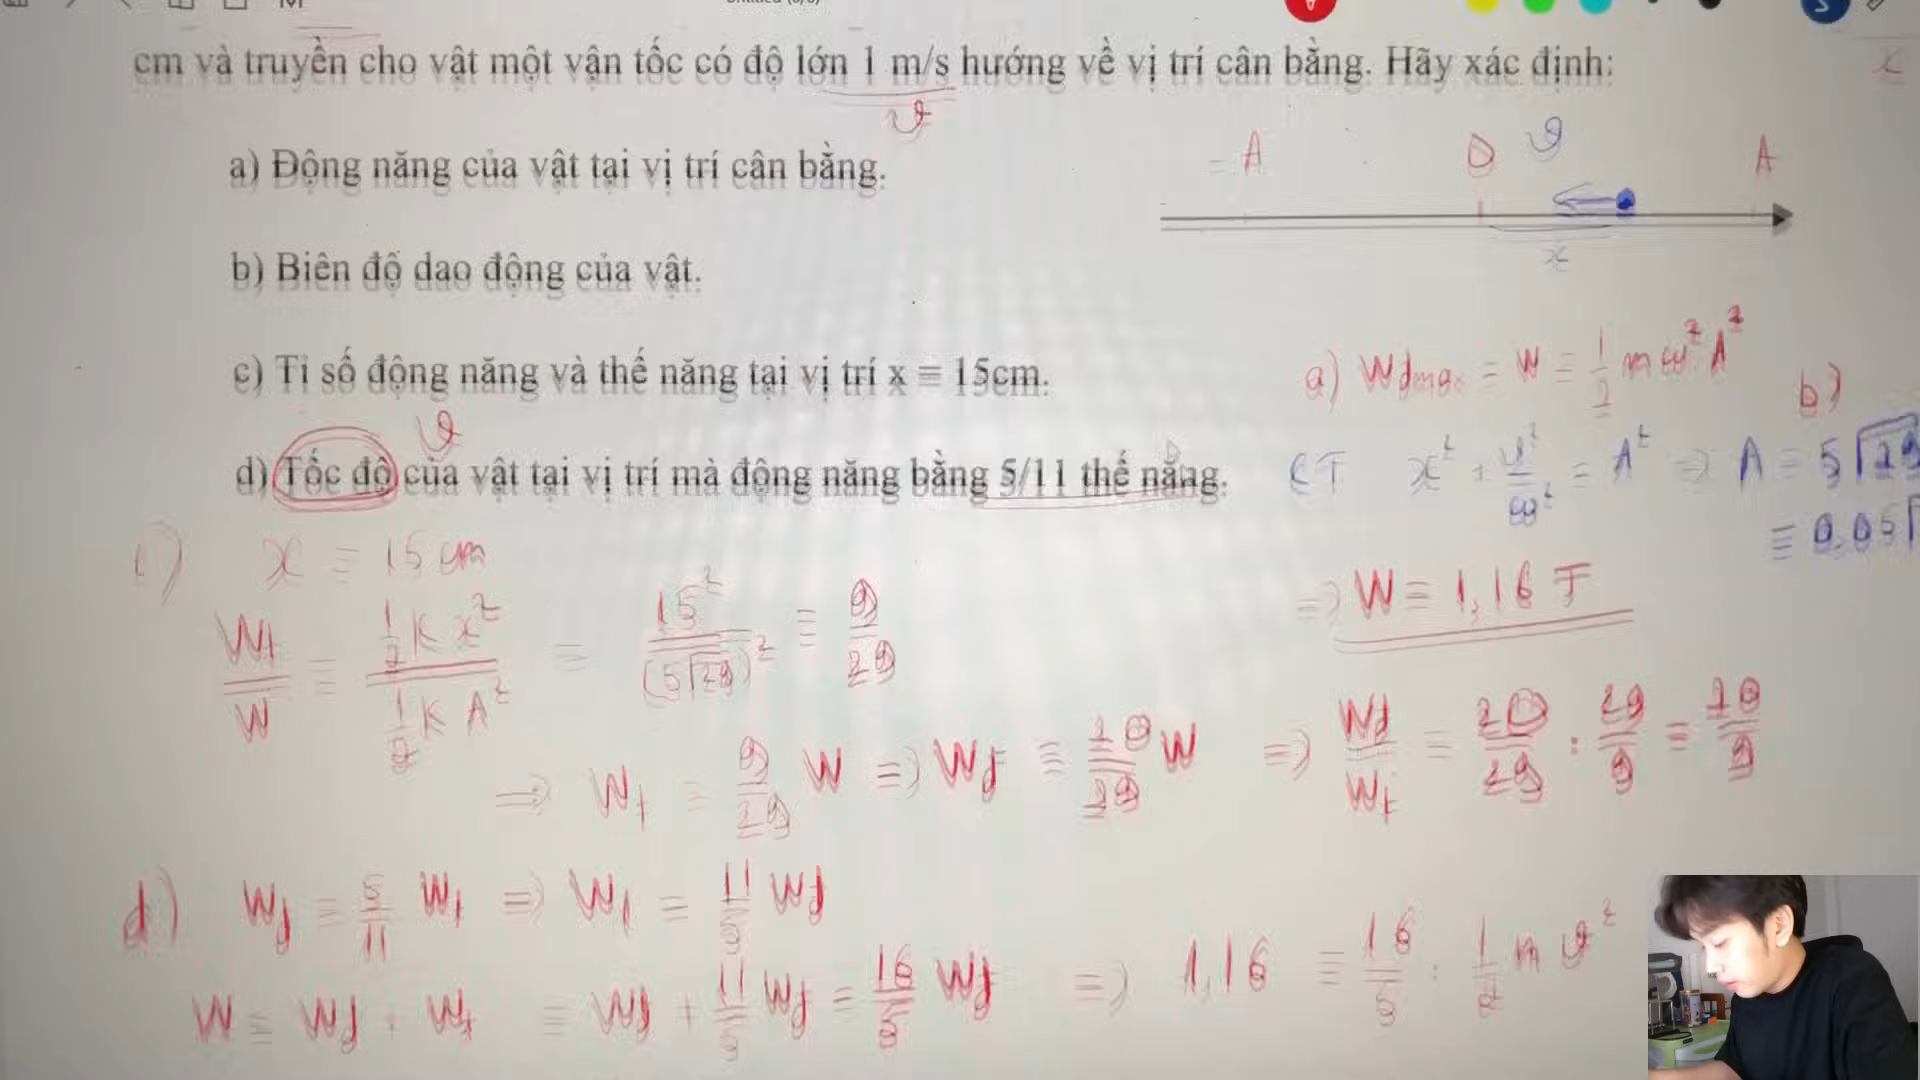 cm và truyền cho vật một vận tốc có độ lớn 1 m/s hướng về vị trí cân bằng. Hãy xác định:
v
x
a) Động năng của vật tại vị trí cân bằng.
-A O v A
x
b) Biên độ dao động của vật.
c) Tỉ số động năng và thế năng tại vị trí x = 15cm.
a) Wđmax = W = 1/2 mω² A²
b)
v
d) Tốc độ của vật tại vị trí mà động năng bằng 5/11 thế năng.
CT x² + v²/ω² = A² => A = 5√29
= 0,05√
c) x = 15 cm
=> W = 1,16 J
Wt/W = (1/2 K x²)/(1/2 K A²) = 15²/(5√29)² = 9/29
=> Wt = 9/29 W => Wđ = 20/29 W => Wđ/Wt = 20/29 : 29/9 = 20/9
d) Wđ = 5/11 Wt => Wt = 11/5 Wđ
W = Wđ + Wt = Wđ + 11/5 Wđ = 16/5 Wđ => 1,16 = 16/5 . 1/2 m v²